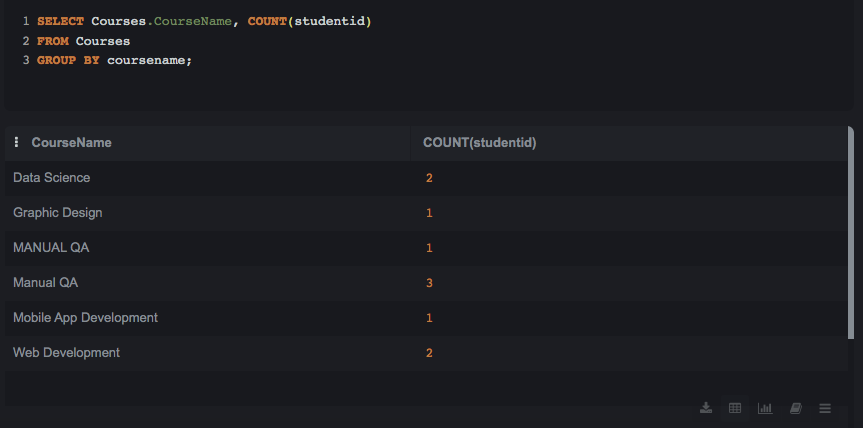 1 SELECT Courses.CourseName, COUNT(studentid)
2 FROM Courses
3 GROUP BY coursename;
CourseName COUNT(studentid)
Data Science 2
Graphic Design 1
MANUAL QA 1
Manual QA 3
Mobile App Development 1
Web Development 2